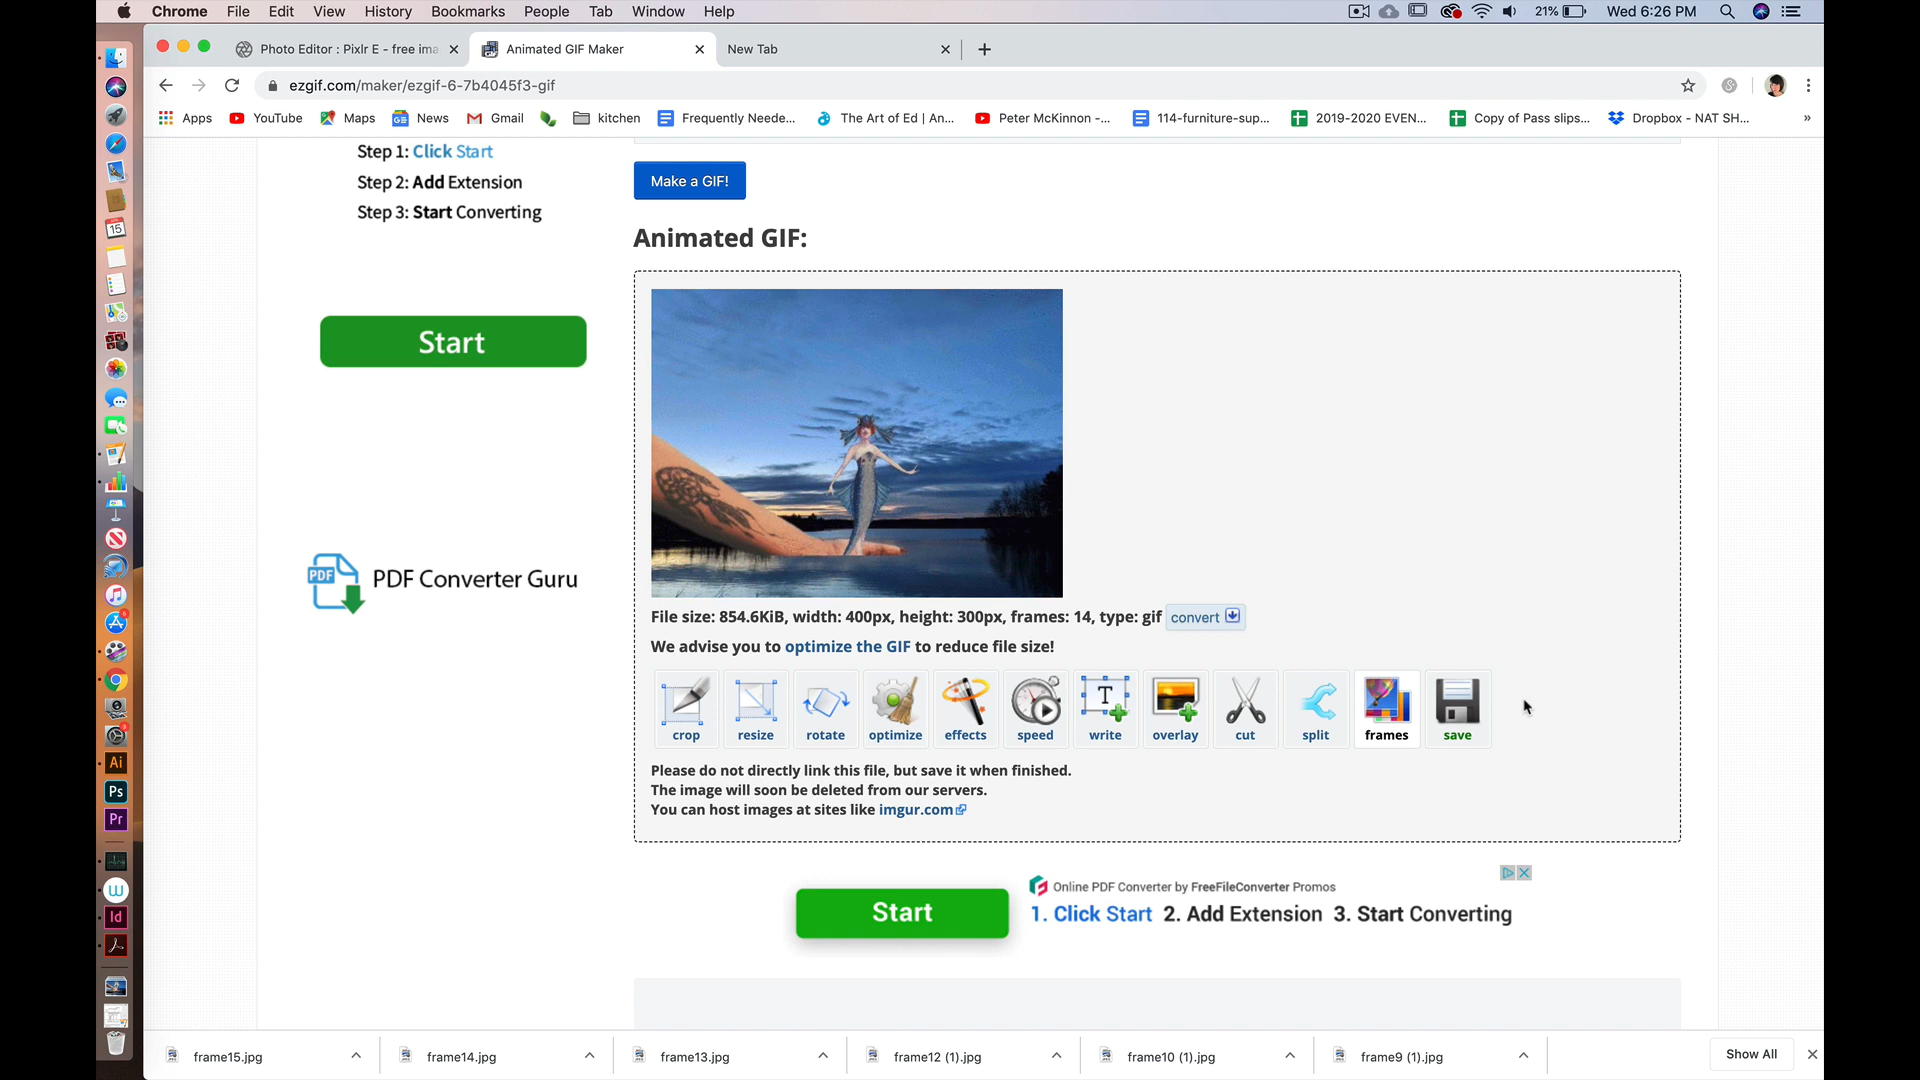 Chrome File Edit View History Bookmarks People Tab Window Help 21% Wed 6:26 PM
Photo Editor : Pixlr E - free ima Animated GIF Maker New Tab
ezgif.com/maker/ezgif-6-7b4045f3-gif
Apps YouTube Maps News Gmail kitchen Frequently Neede... The Art of Ed | An... Peter McKinnon -... 114-furniture-sup... 2019-2020 EVEN... Copy of Pass slips... Dropbox - NAT SH... »
Step 1: Click Start
Step 2: Add Extension
Step 3: Start Converting
Start
PDF
PDF Converter Guru
Make a GIF!
Animated GIF:
File size: 854.6KiB, width: 400px, height: 300px, frames: 14, type: gif convert
We advise you to optimize the GIF to reduce file size!
crop resize rotate optimize effects speed write overlay cut split frames save
Please do not directly link this file, but save it when finished.
The image will soon be deleted from our servers.
You can host images at sites like imgur.com
Online PDF Converter by FreeFileConverter Promos
Start
1. Click Start 2. Add Extension 3. Start Converting
15
Ai
Ps
Pr
Id
frame15.jpg frame14.jpg frame13.jpg frame12 (1).jpg frame10 (1).jpg frame9 (1).jpg Show All